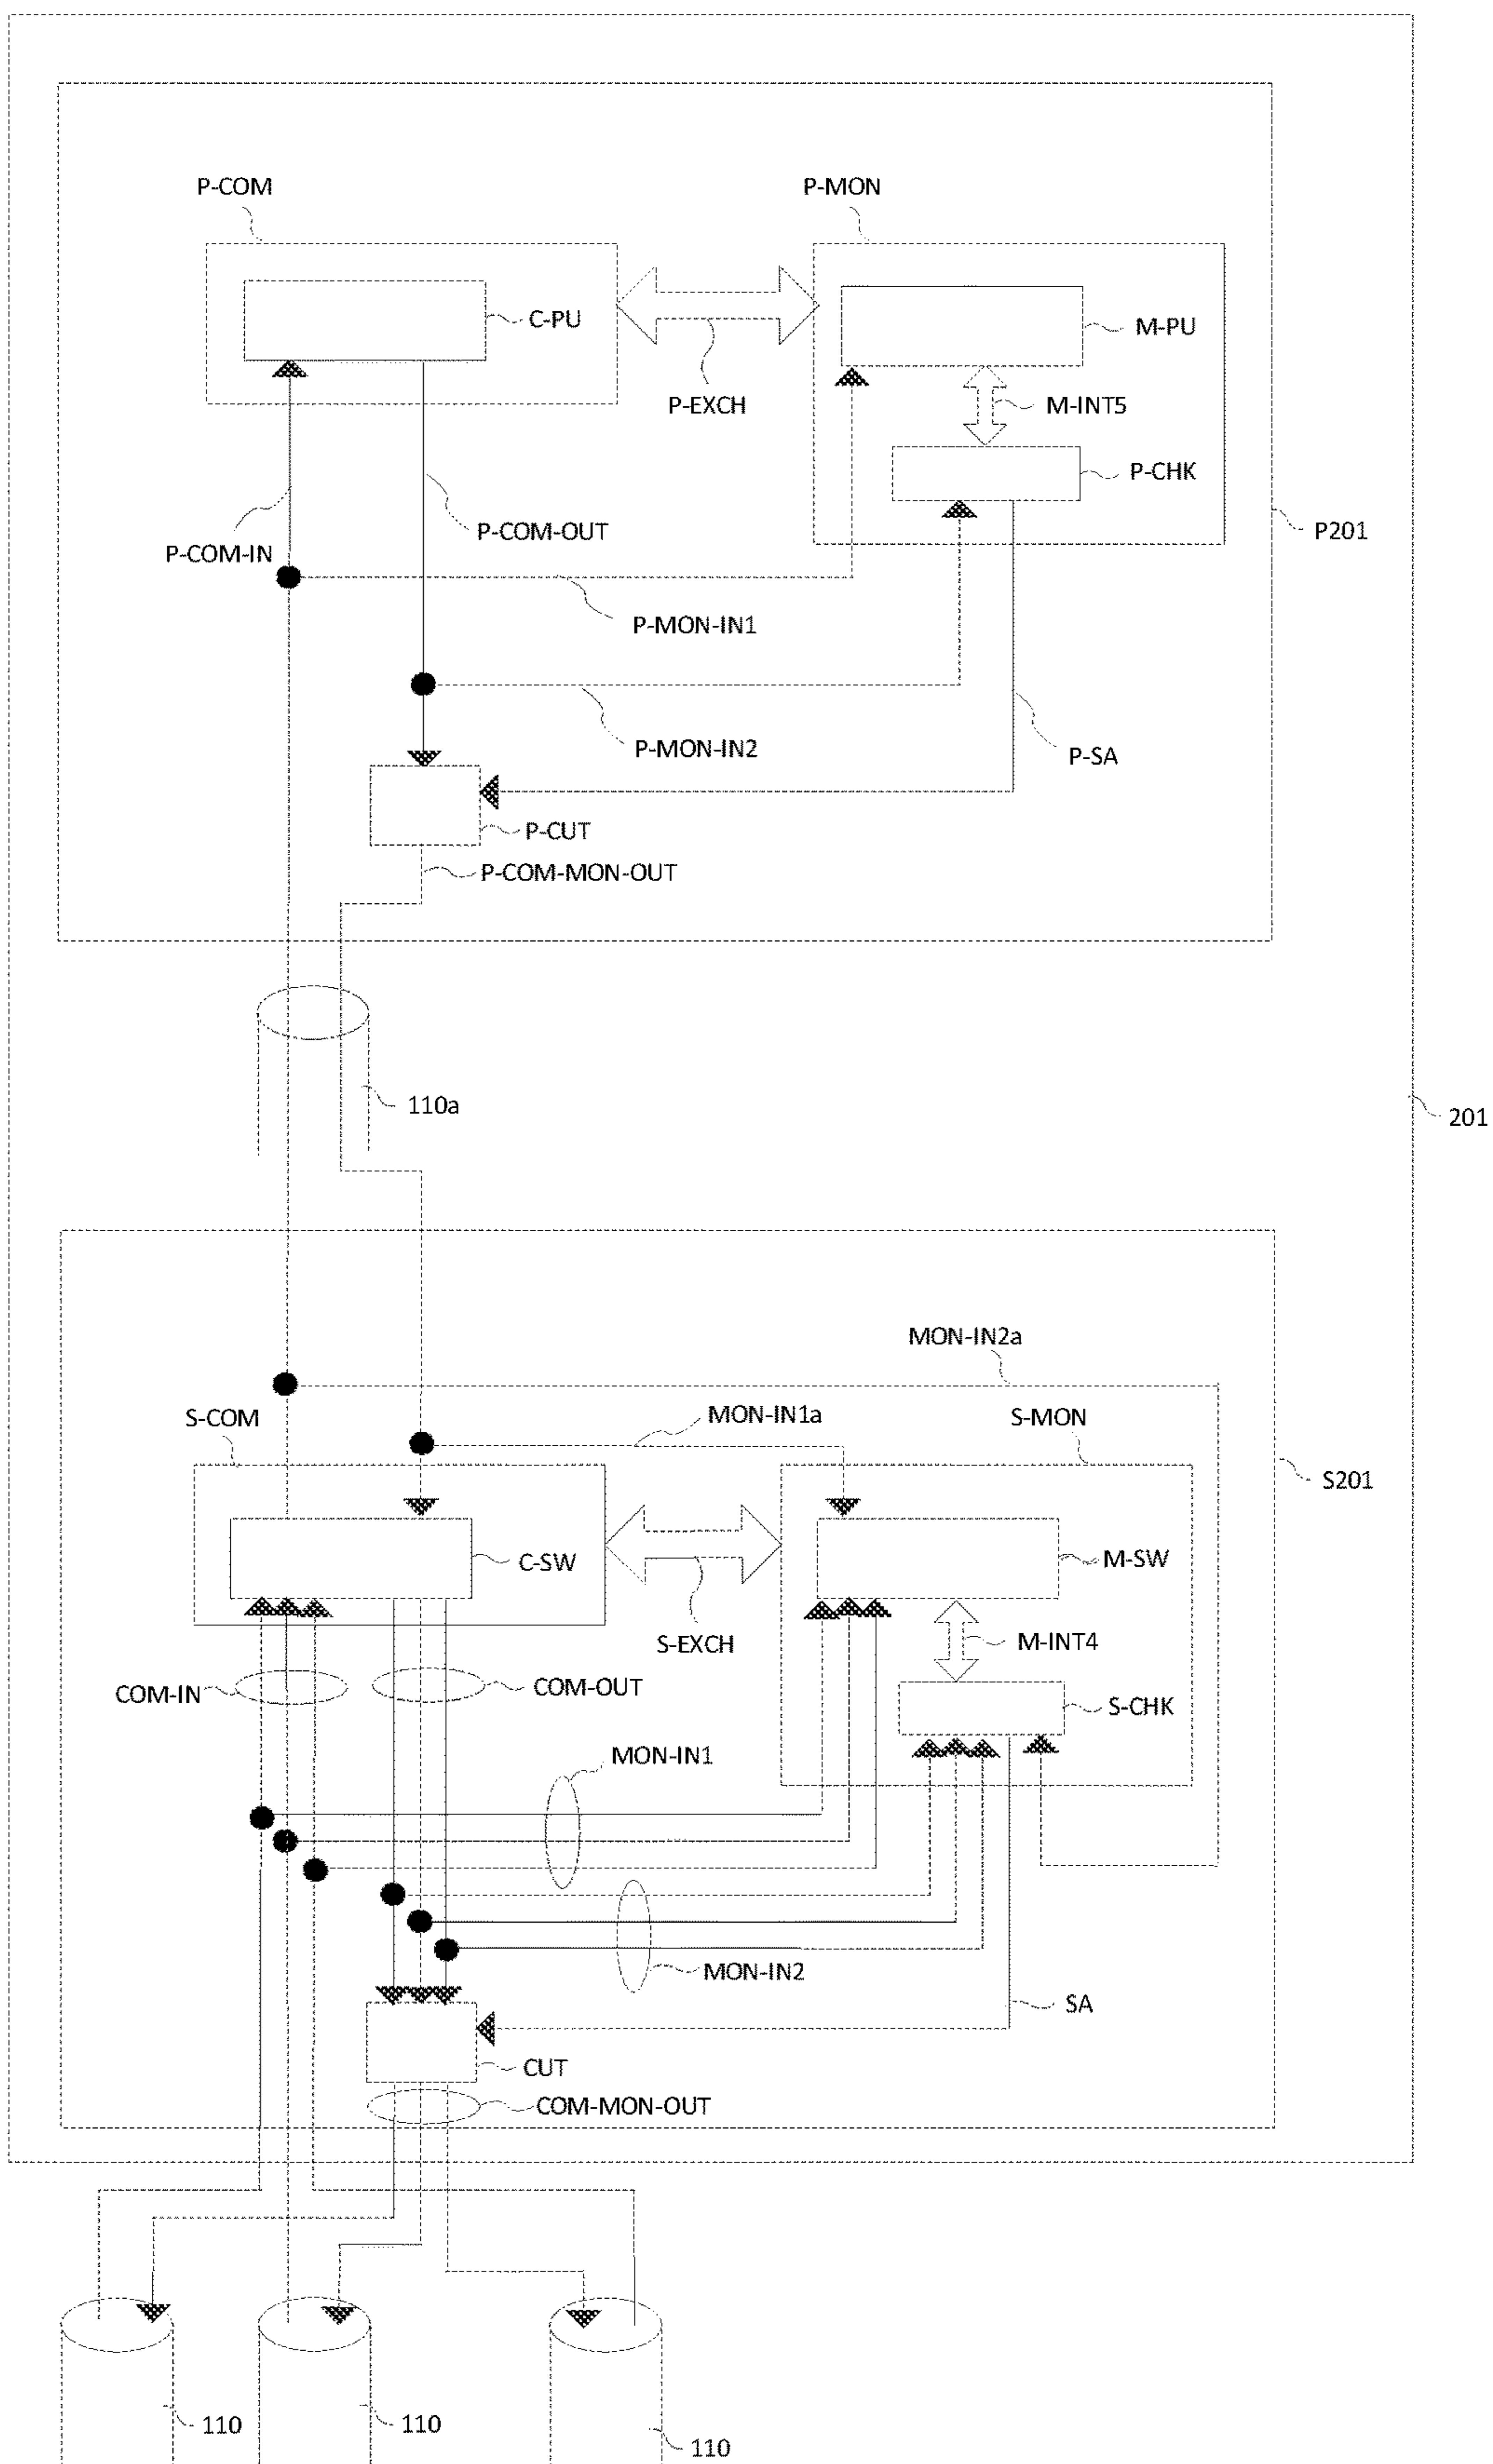 P-COM
P-MON
C-PU
M-PU
P-EXCH
M-INT5
P-CHK
P-COM-OUT
P201
P-COM-IN
P-MON-IN1
P-MON-IN2
P-SA
P-CUT
P-COM-MON-OUT
110a
201
MON-IN2a
S-COM
MON-IN1a
S-MON
S201
C-SW
M-SW
S-EXCH
M-INT4
COM-IN
COM-OUT
S-CHK
MON-IN1
MON-IN2
SA
CUT
COM-MON-OUT
110
110
110